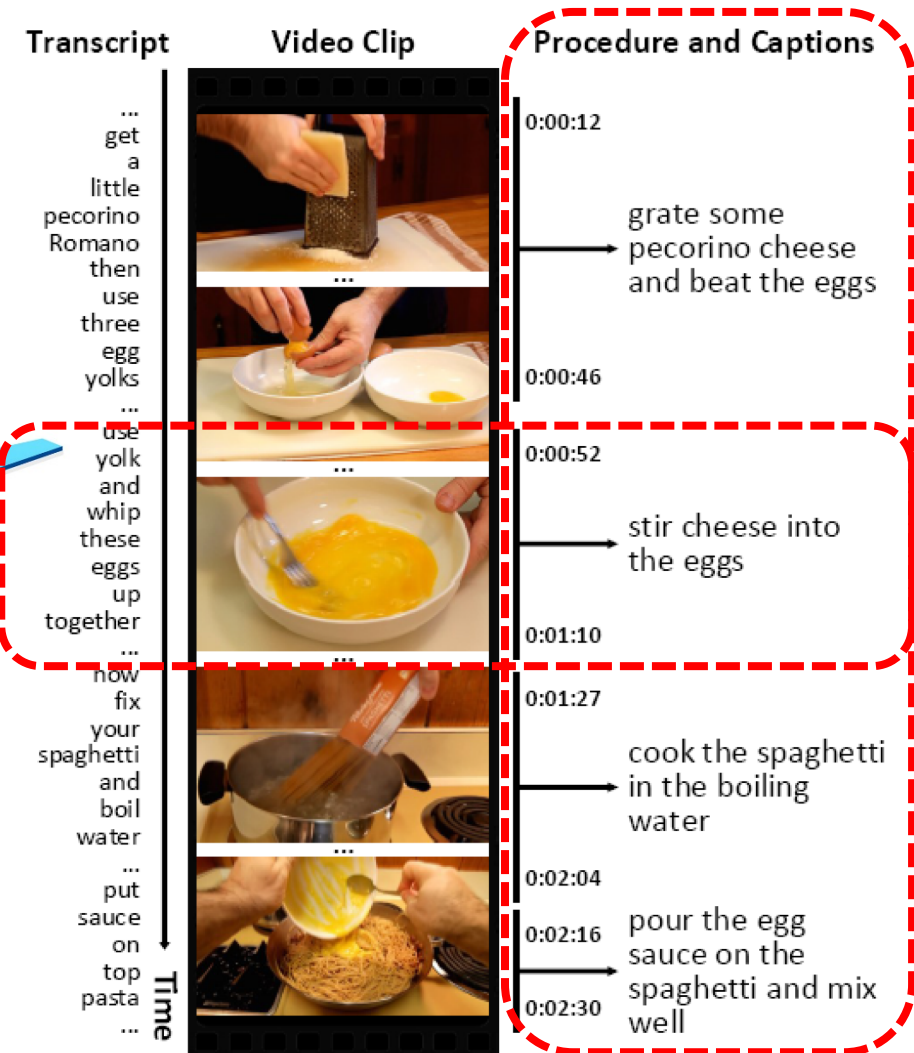 Transcript
Video Clip
Procedure and Captions
...
get
a
little
pecorino
Romano
then
use
three
egg
yolks
...
use
yolk
and
whip
these
eggs
up
together
...
now
fix
your
spaghetti
and
boil
water
...
put
sauce
on
top
pasta
...
Time
...
...
...
...
0:00:12
grate some
pecorino cheese
and beat the eggs
0:00:46
0:00:52
stir cheese into
the eggs
0:01:10
0:01:27
cook the spaghetti
in the boiling
water
0:02:04
0:02:16
pour the egg
sauce on the
spaghetti and mix
well
0:02:30